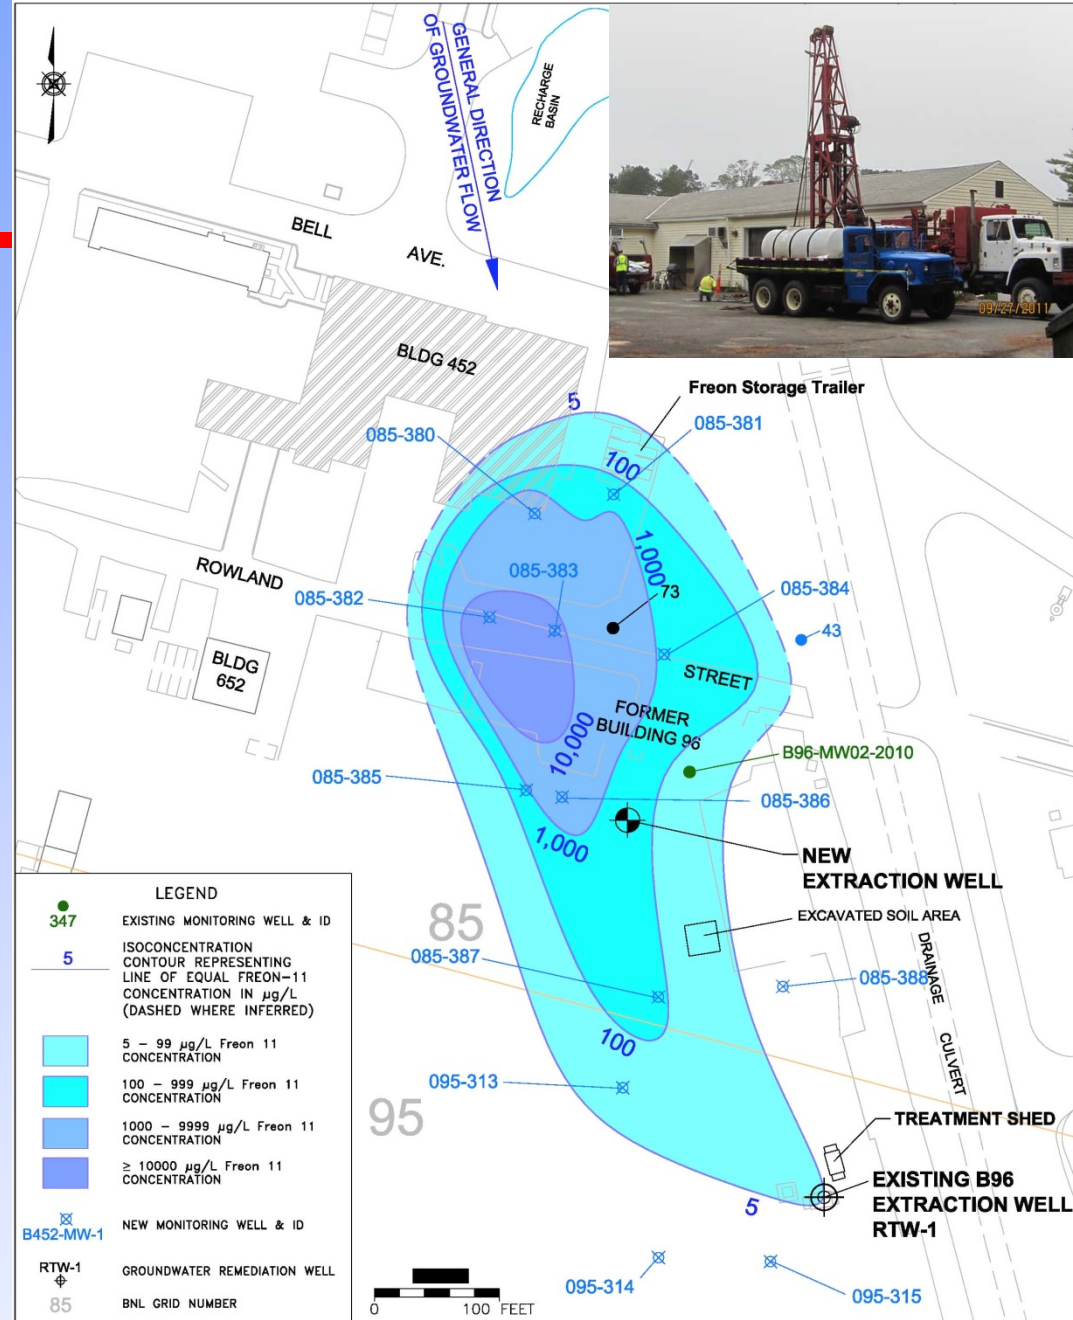 GENERAL DIRECTION
OF GROUNDWATER FLOW
RECHARGE
BASIN
BELL
AVE.
BLDG 452
09/27/2011
Freon Storage Trailer
5
085-380
085-381
100
1,000
ROWLAND
085-382
085-383
73
085-384
43
BLDG
652
STREET
FORMER
BUILDING 96
10,000
B96-MW02-2010
085-385
085-386
1,000
NEW
EXTRACTION WELL
EXCAVATED SOIL AREA
85
085-387
085-388
DRAINAGE
CULVERT
100
095-313
95
TREATMENT SHED
EXISTING B96
EXTRACTION WELL
RTW-1
5
095-314
095-315
0 100 FEET
LEGEND
347 EXISTING MONITORING WELL & ID
5 ISOCONCENTRATION
CONTOUR REPRESENTING
LINE OF EQUAL FREON-11
CONCENTRATION IN µg/L
(DASHED WHERE INFERRED)
5 – 99 µg/L Freon 11
CONCENTRATION
100 – 999 µg/L Freon 11
CONCENTRATION
1000 – 9999 µg/L Freon 11
CONCENTRATION
≥ 10000 µg/L Freon 11
CONCENTRATION
B452-MW-1 NEW MONITORING WELL & ID
RTW-1 GROUNDWATER REMEDIATION WELL
85 BNL GRID NUMBER